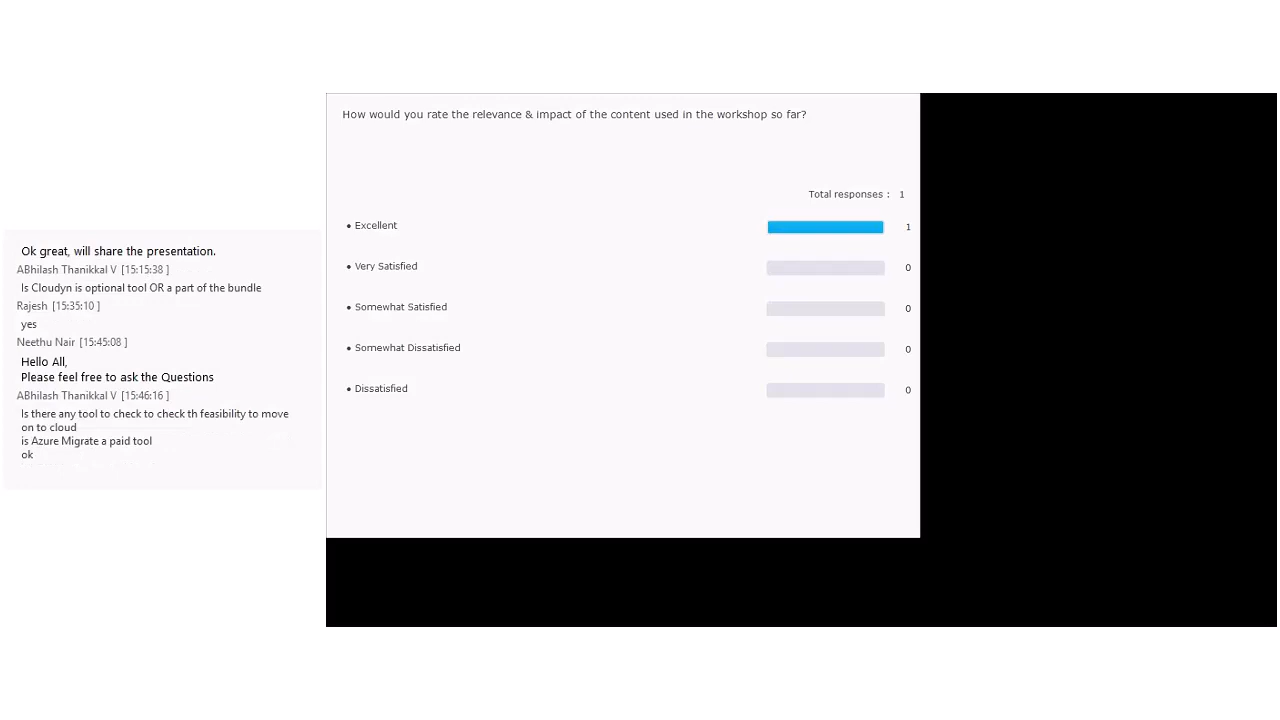 Ok great, will share the presentation.
ABhilash Thanikkal V [15:15:38 ]
Is Cloudyn is optional tool OR a part of the bundle
Rajesh [15:35:10 ]
yes
Neethu Nair [15:45:08 ]
Hello All,
Please feel free to ask the Questions
ABhilash Thanikkal V [15:46:16 ]
Is there any tool to check to check th feasibility to move
on to cloud
is Azure Migrate a paid tool
ok
How would you rate the relevance & impact of the content used in the workshop so far?
Total responses : 1
• Excellent 1
• Very Satisfied 0
• Somewhat Satisfied 0
• Somewhat Dissatisfied 0
• Dissatisfied 0